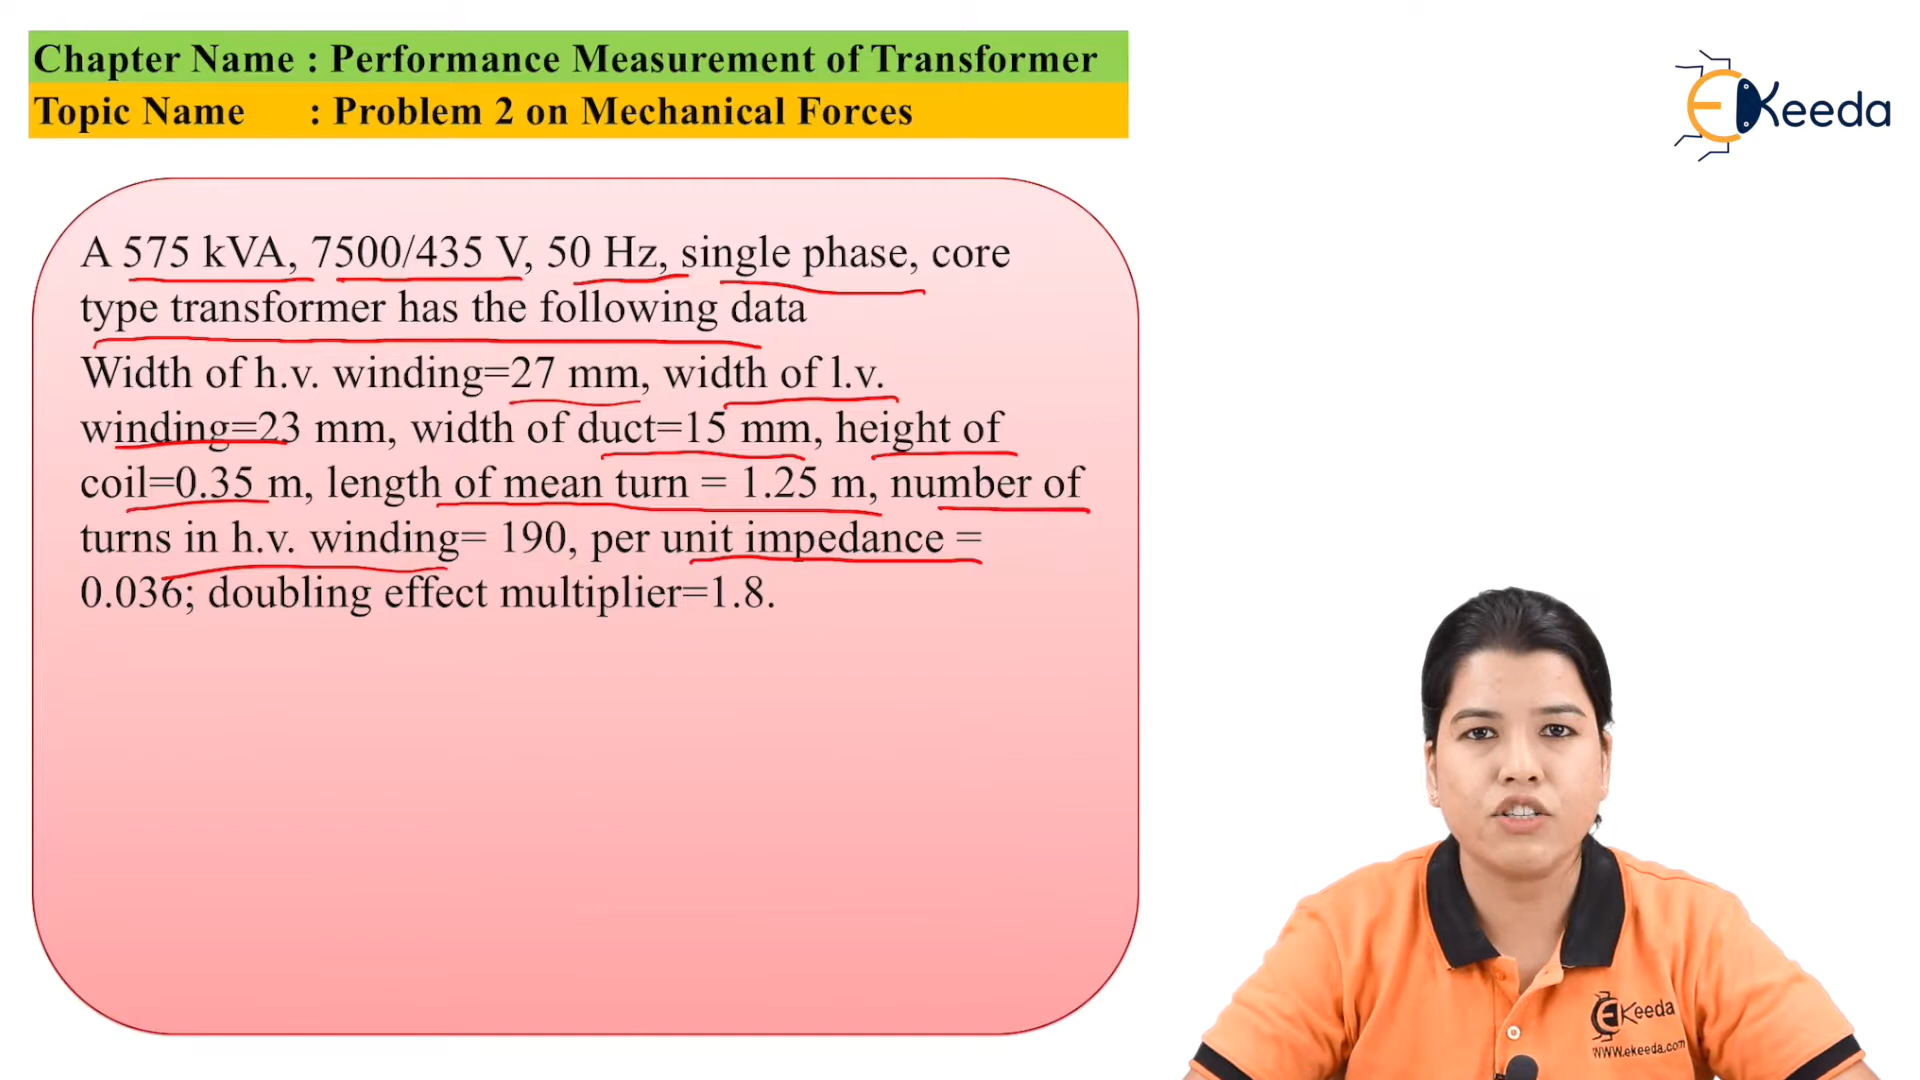 Chapter Name : Performance Measurement of Transformer
Topic Name : Problem 2 on Mechanical Forces
EKeeda
A 575 kVA, 7500/435 V, 50 Hz, single phase, core
type transformer has the following data
Width of h.v. winding=27 mm, width of l.v.
winding=23 mm, width of duct=15 mm, height of
coil=0.35 m, length of mean turn = 1.25 m, number of
turns in h.v. winding= 190, per unit impedance =
0.036; doubling effect multiplier=1.8.
EKeeda
WWW.ekeeda.com